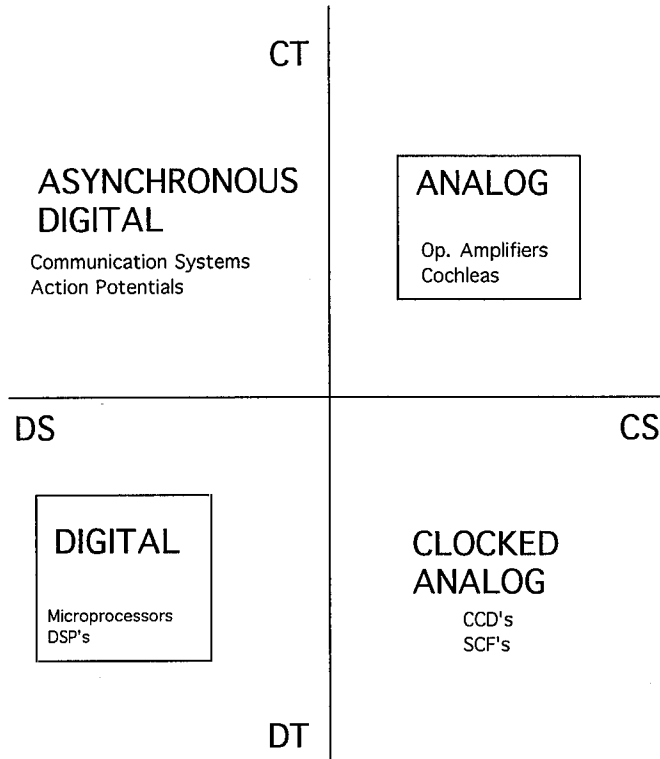 CT
ASYNCHRONOUS
DIGITAL
Communication Systems
Action Potentials
ANALOG
Op. Amplifiers
Cochleas
DS
CS
DIGITAL
Microprocessors
DSP's
CLOCKED
ANALOG
CCD's
SCF's
DT